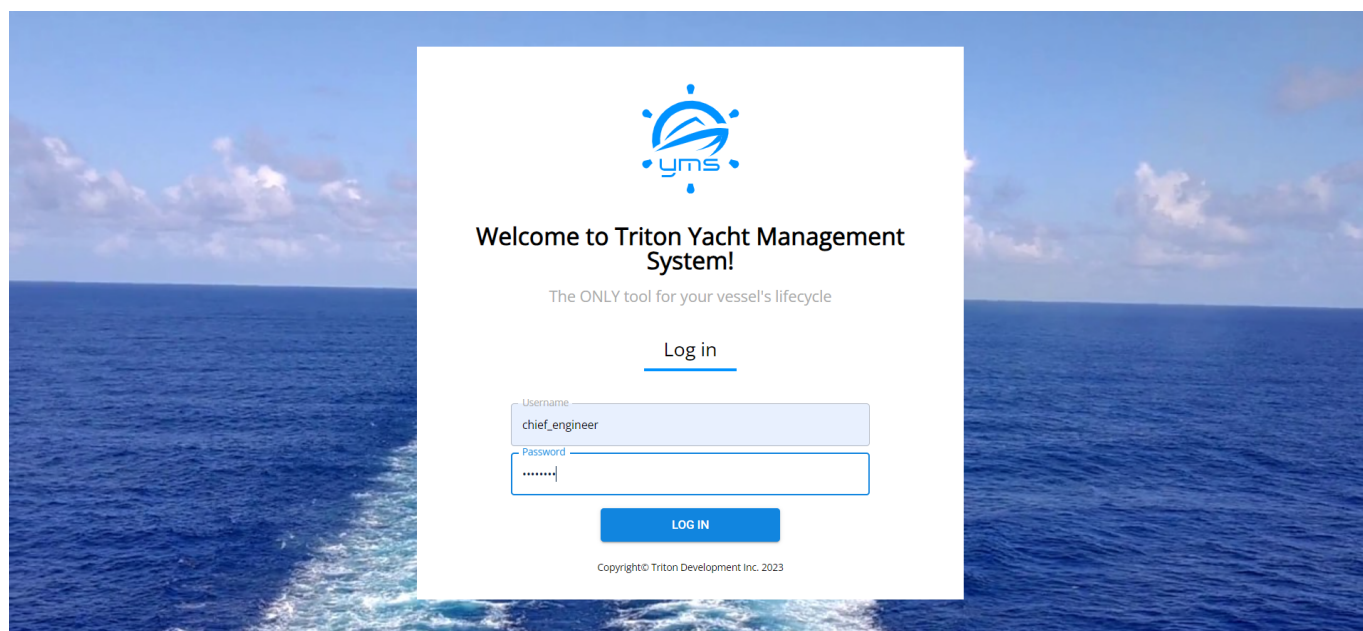 yms
Welcome to Triton Yacht Management
System!
The ONLY tool for your vessel's lifecycle
Log in
Username
chief_engineer
Password
••••••••
LOG IN
Copyright© Triton Development Inc. 2023